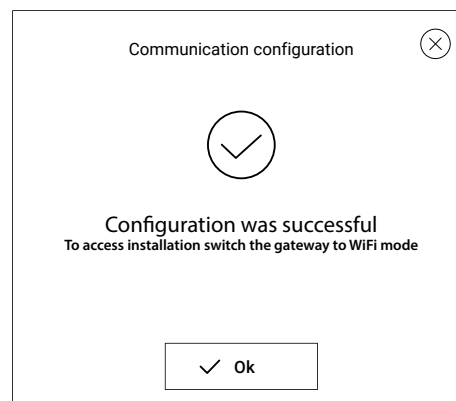 Communication configuration
Configuration was successful
To access installation switch the gateway to WiFi mode
Ok